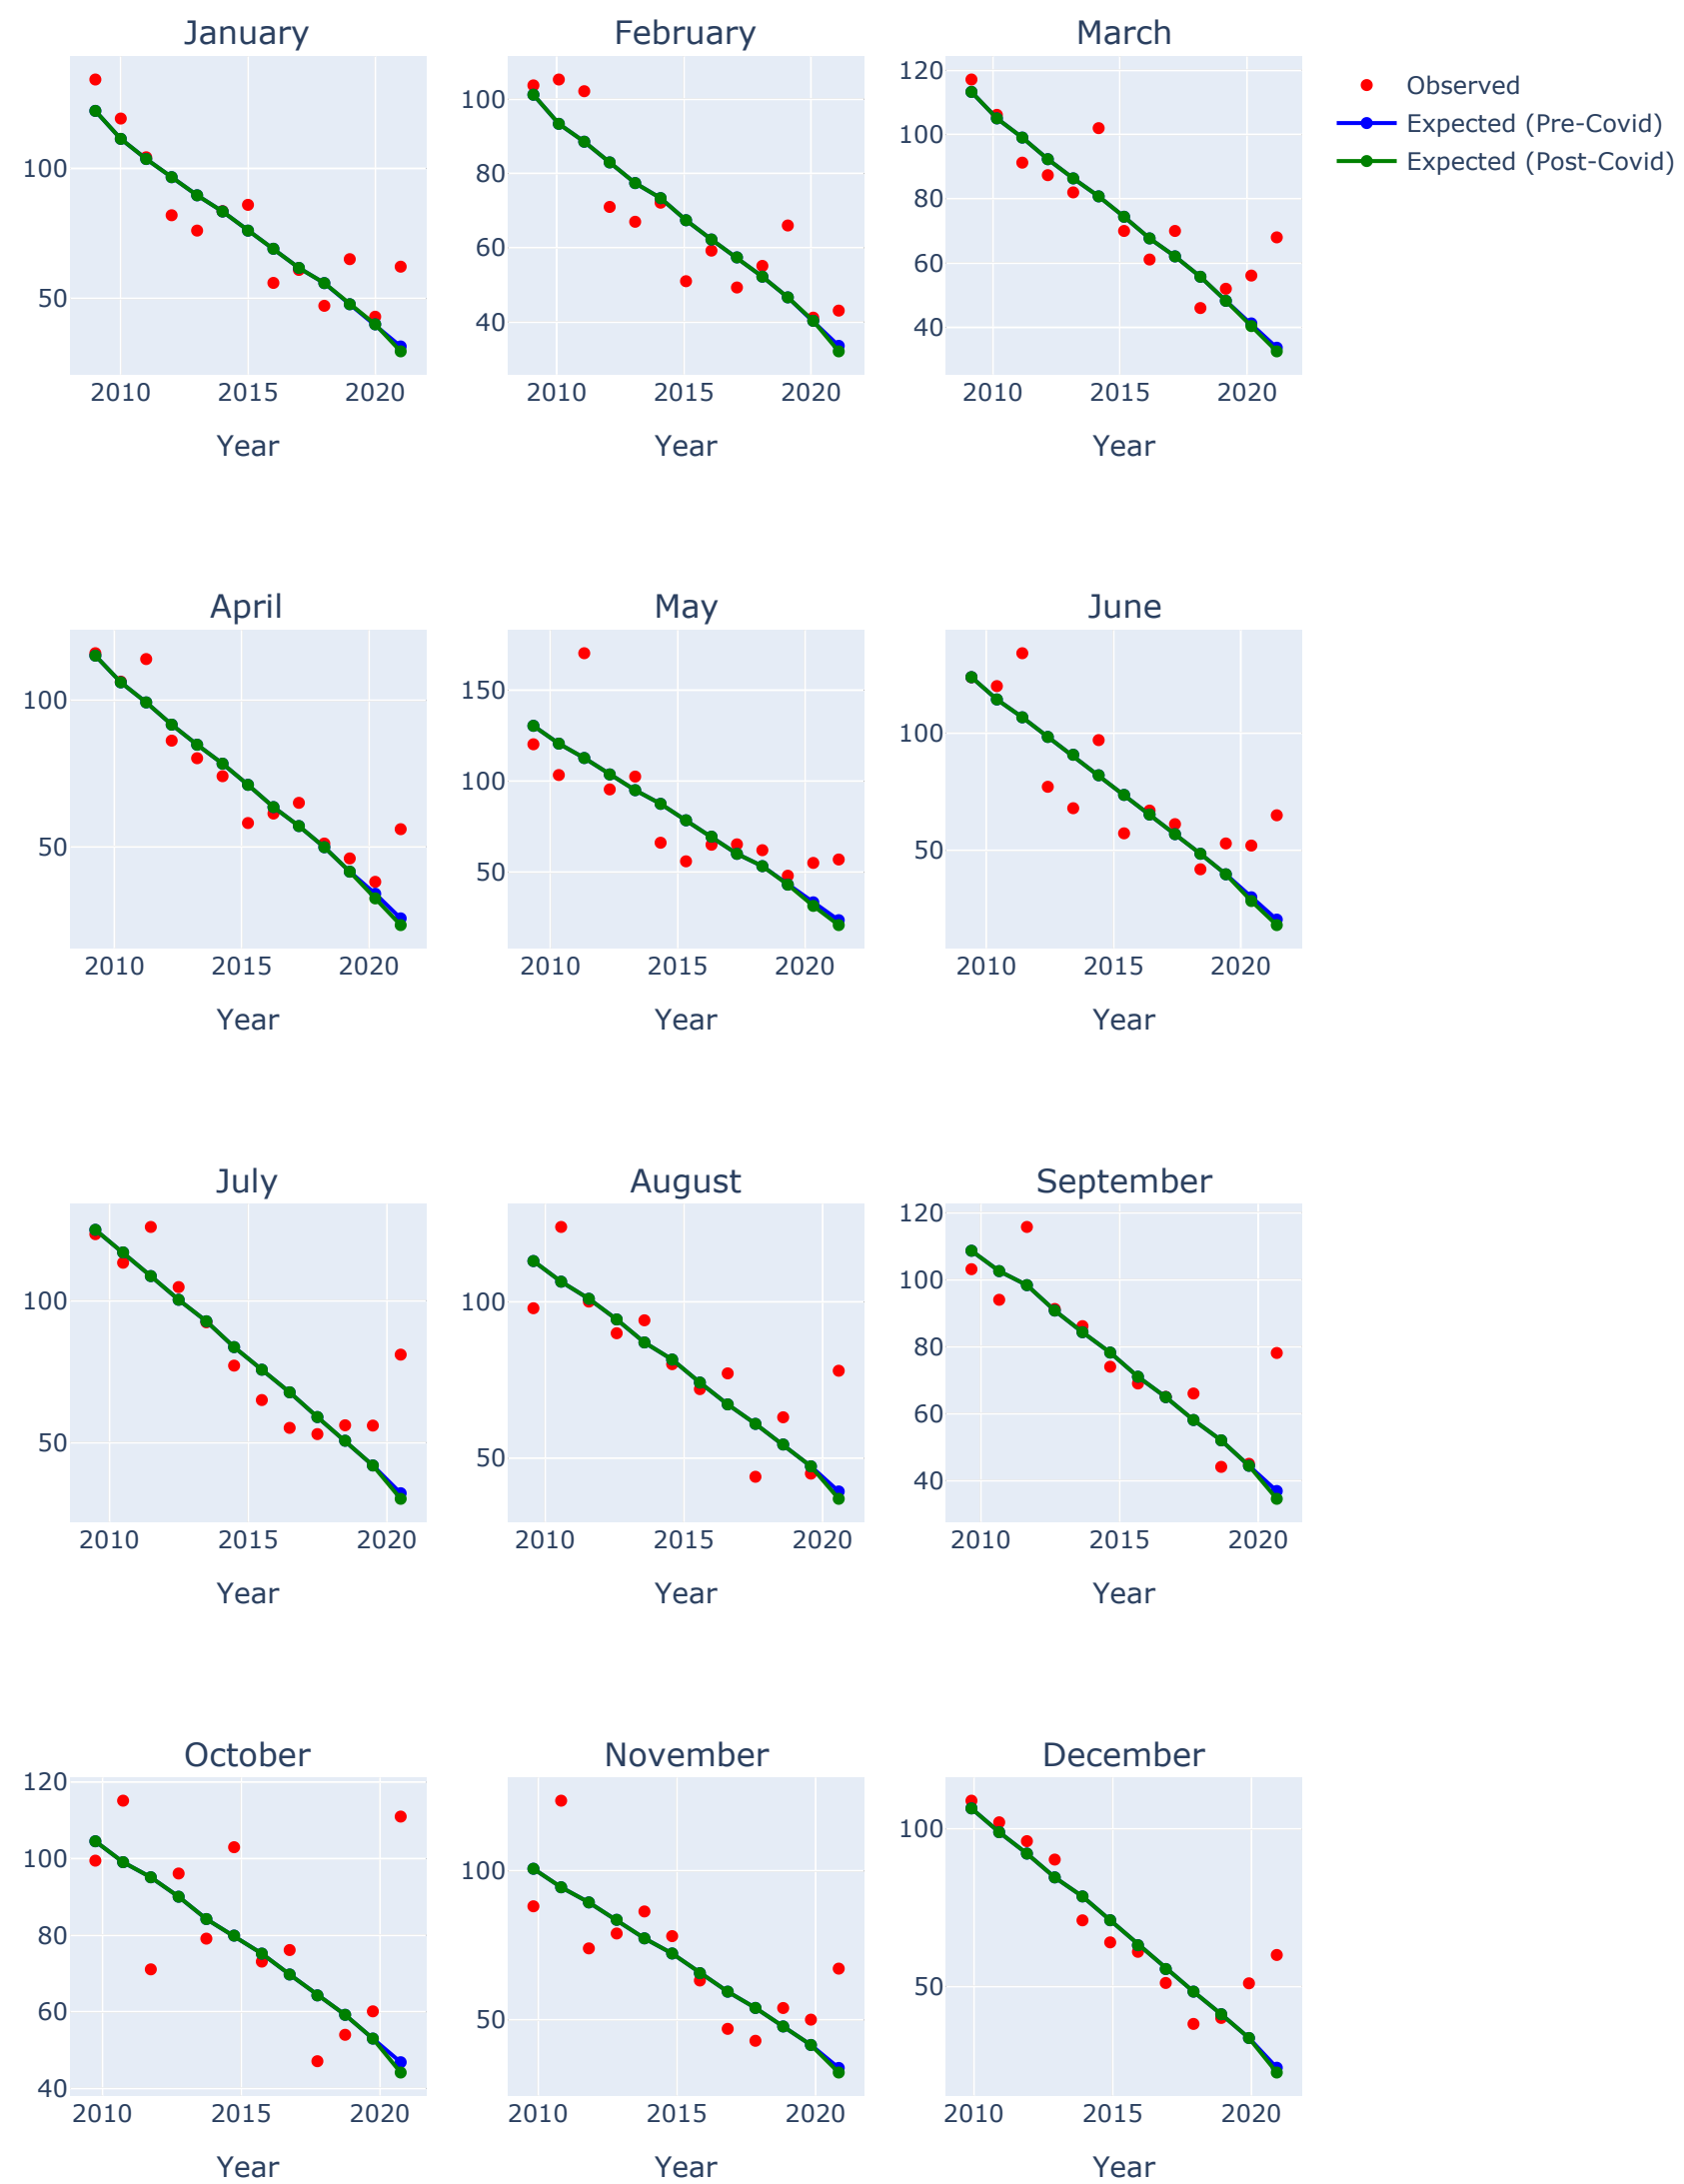 January
February
March
Observed
Expected (Pre-Covid)
Expected (Post-Covid)
100
50
2010
2015
2020
Year
100
80
60
40
2010
2015
2020
Year
120
100
80
60
40
2010
2015
2020
Year
April
May
June
100
50
2010
2015
2020
Year
150
100
50
2010
2015
2020
Year
100
50
2010
2015
2020
Year
July
August
September
100
50
2010
2015
2020
Year
100
50
2010
2015
2020
Year
120
100
80
60
40
2010
2015
2020
Year
October
November
December
120
100
80
60
40
2010
2015
2020
Year
100
50
2010
2015
2020
Year
100
50
2010
2015
2020
Year